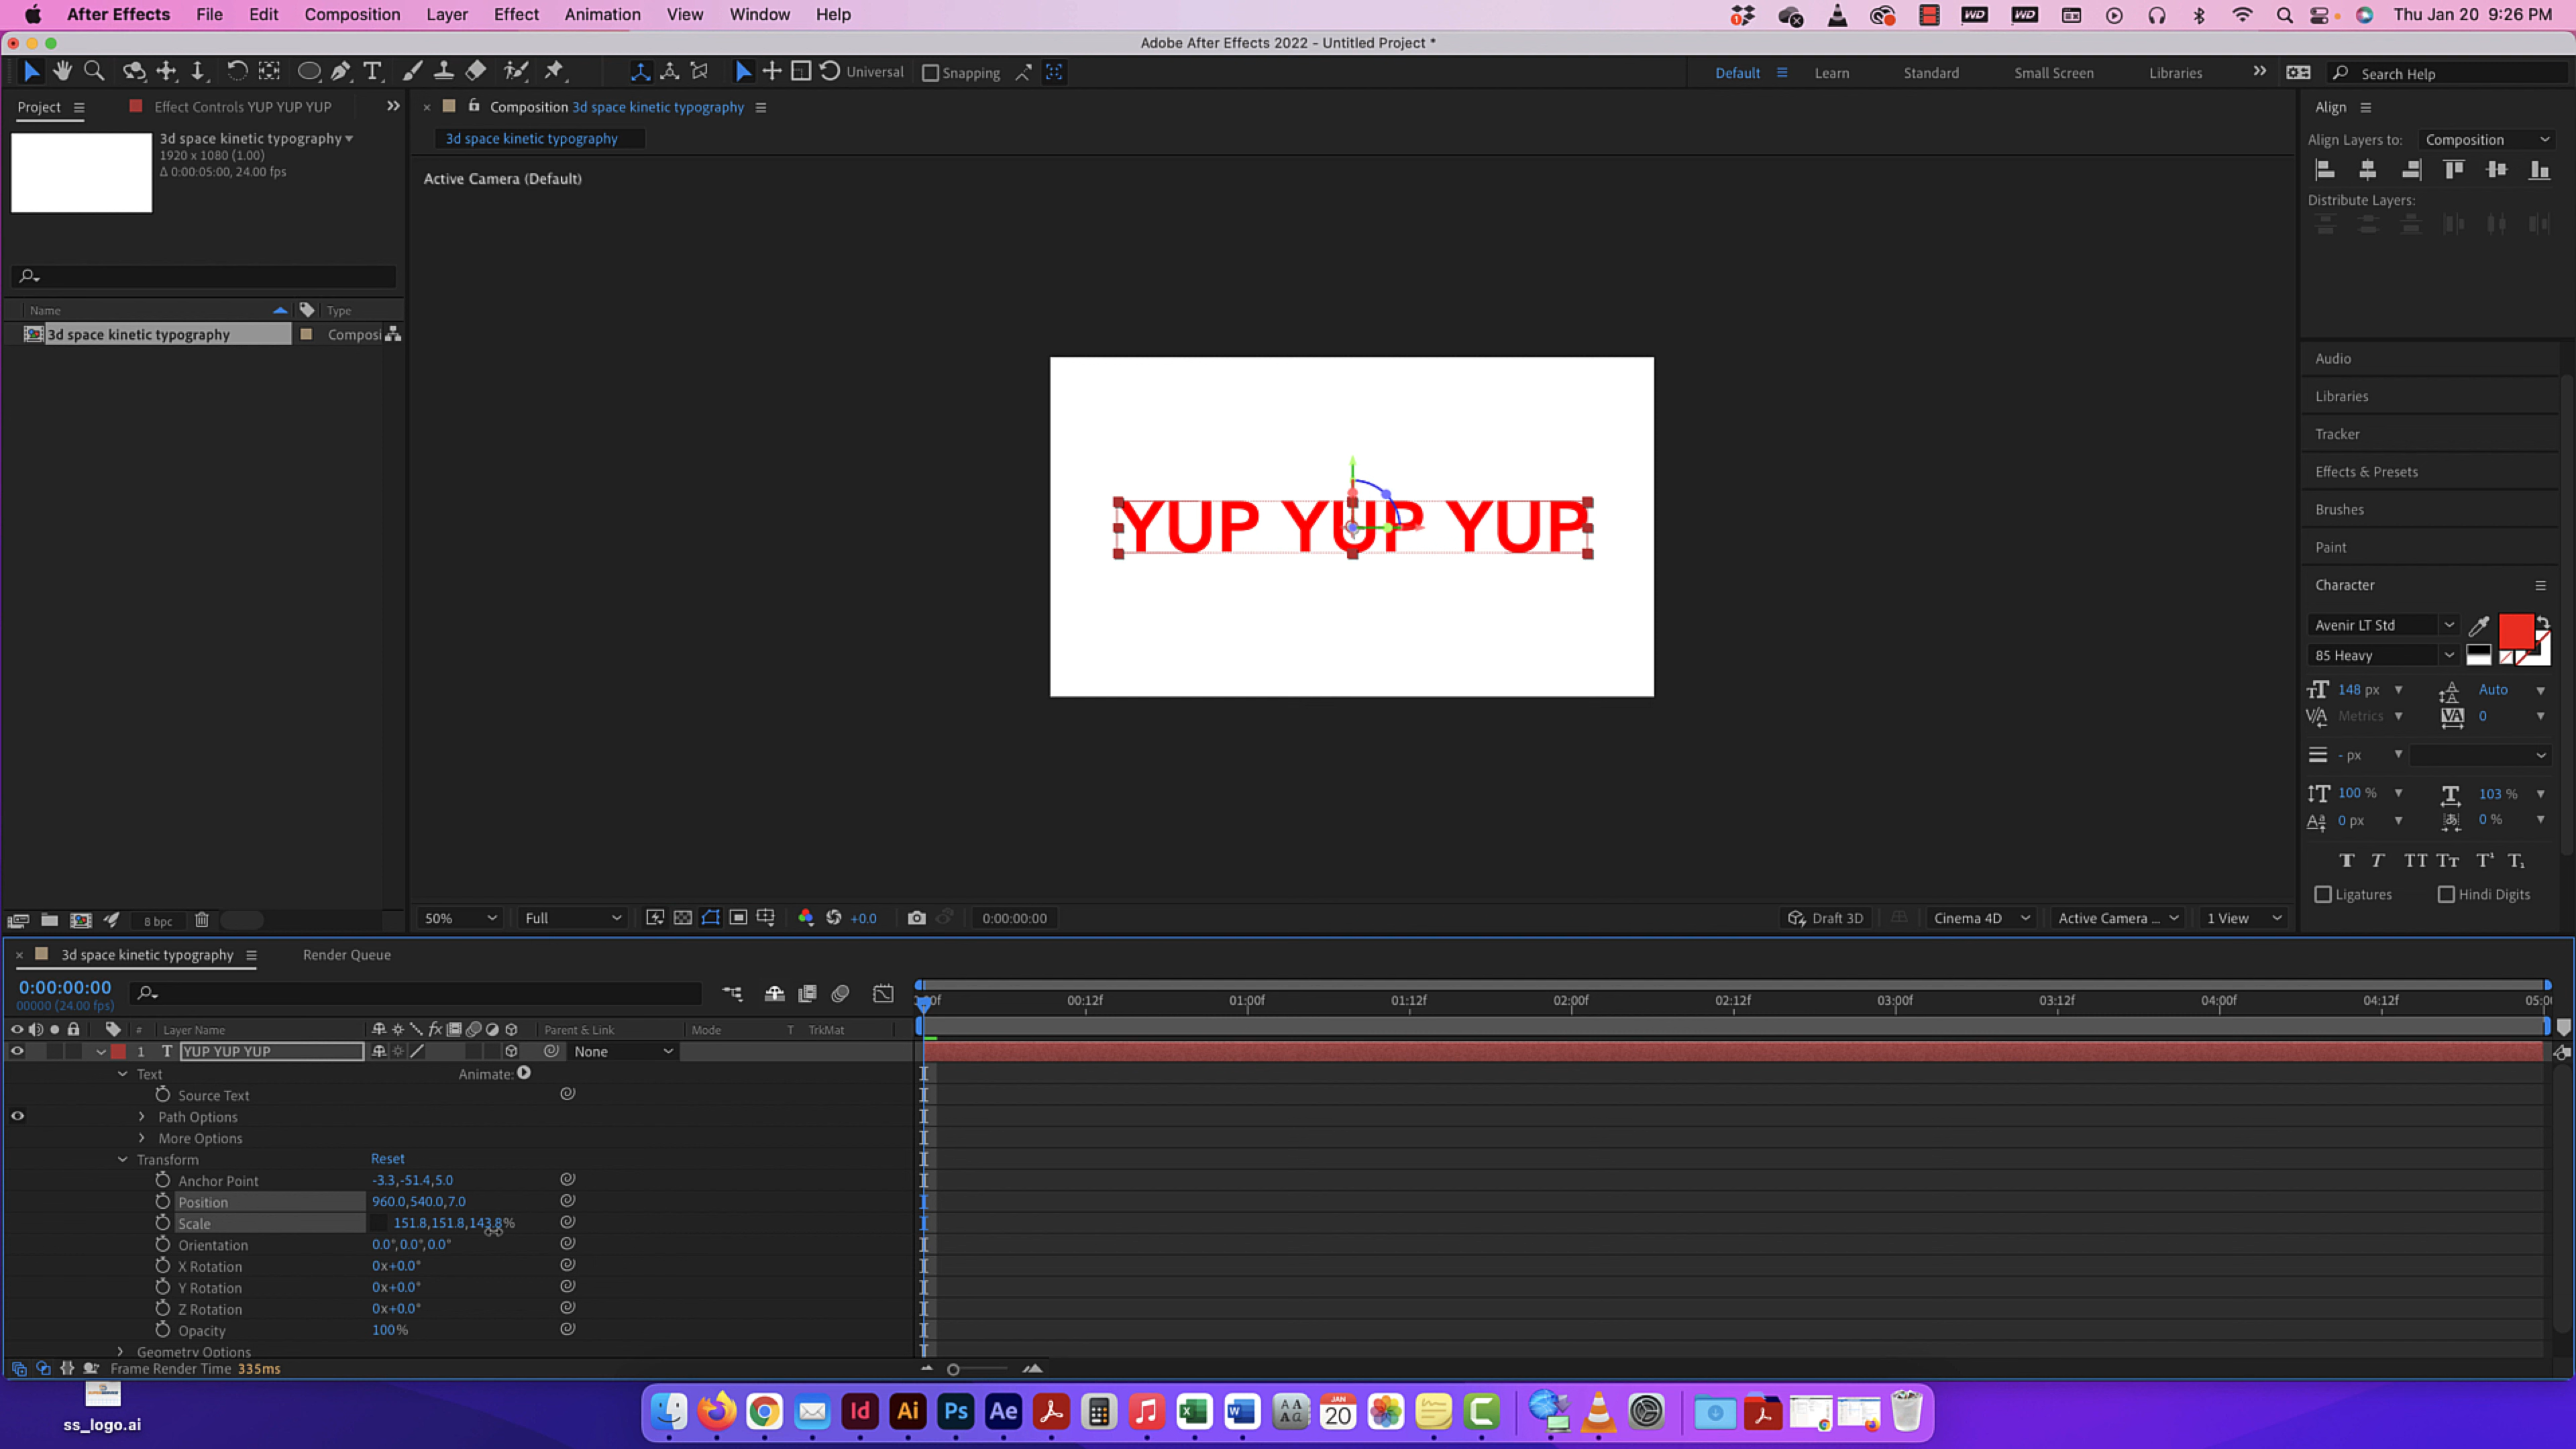 After Effects File Edit Composition Layer Effect Animation View Window Help
Thu Jan 20 9:26 PM
Adobe After Effects 2022 - Untitled Project *
Universal Snapping
Default Learn Standard Small Screen Libraries
Search Help
Project Effect Controls YUP YUP YUP
Composition 3d space kinetic typography
Align
3d space kinetic typography
1920 x 1080 (1.00)
Δ 0:00:05:00, 24.00 fps
3d space kinetic typography
Active Camera (Default)
Align Layers to: Composition
Distribute Layers:
Name Type
3d space kinetic typography Composi
YUP YUP YUP
Audio
Libraries
Tracker
Effects & Presets
Brushes
Paint
Character
Avenir LT Std
85 Heavy
148 px Auto
Metrics 0
- px
100 % 103 %
0 px 0 %
Ligatures Hindi Digits
8 bpc
50% Full +0.0 0:00:00:00
Draft 3D Cinema 4D Active Camera ... 1 View
3d space kinetic typography Render Queue
0:00:00:00
00000 (24.00 fps)
00:12f 01:00f 01:12f 02:00f 02:12f 03:00f 03:12f 04:00f 04:12f
# Layer Name Parent & Link Mode T TrkMat
1 T YUP YUP YUP None
Text Animate:
Source Text
Path Options
More Options
Transform Reset
Anchor Point -3.3,-51.4,5.0
Position 960.0,540.0,7.0
Scale 151.8,151.8,143.8%
Orientation 0.0°,0.0°,0.0°
X Rotation 0x+0.0°
Y Rotation 0x+0.0°
Z Rotation 0x+0.0°
Opacity 100%
Geometry Options
Frame Render Time 335ms
ss_logo.ai
Id Ai Ps Ae
JAN
20